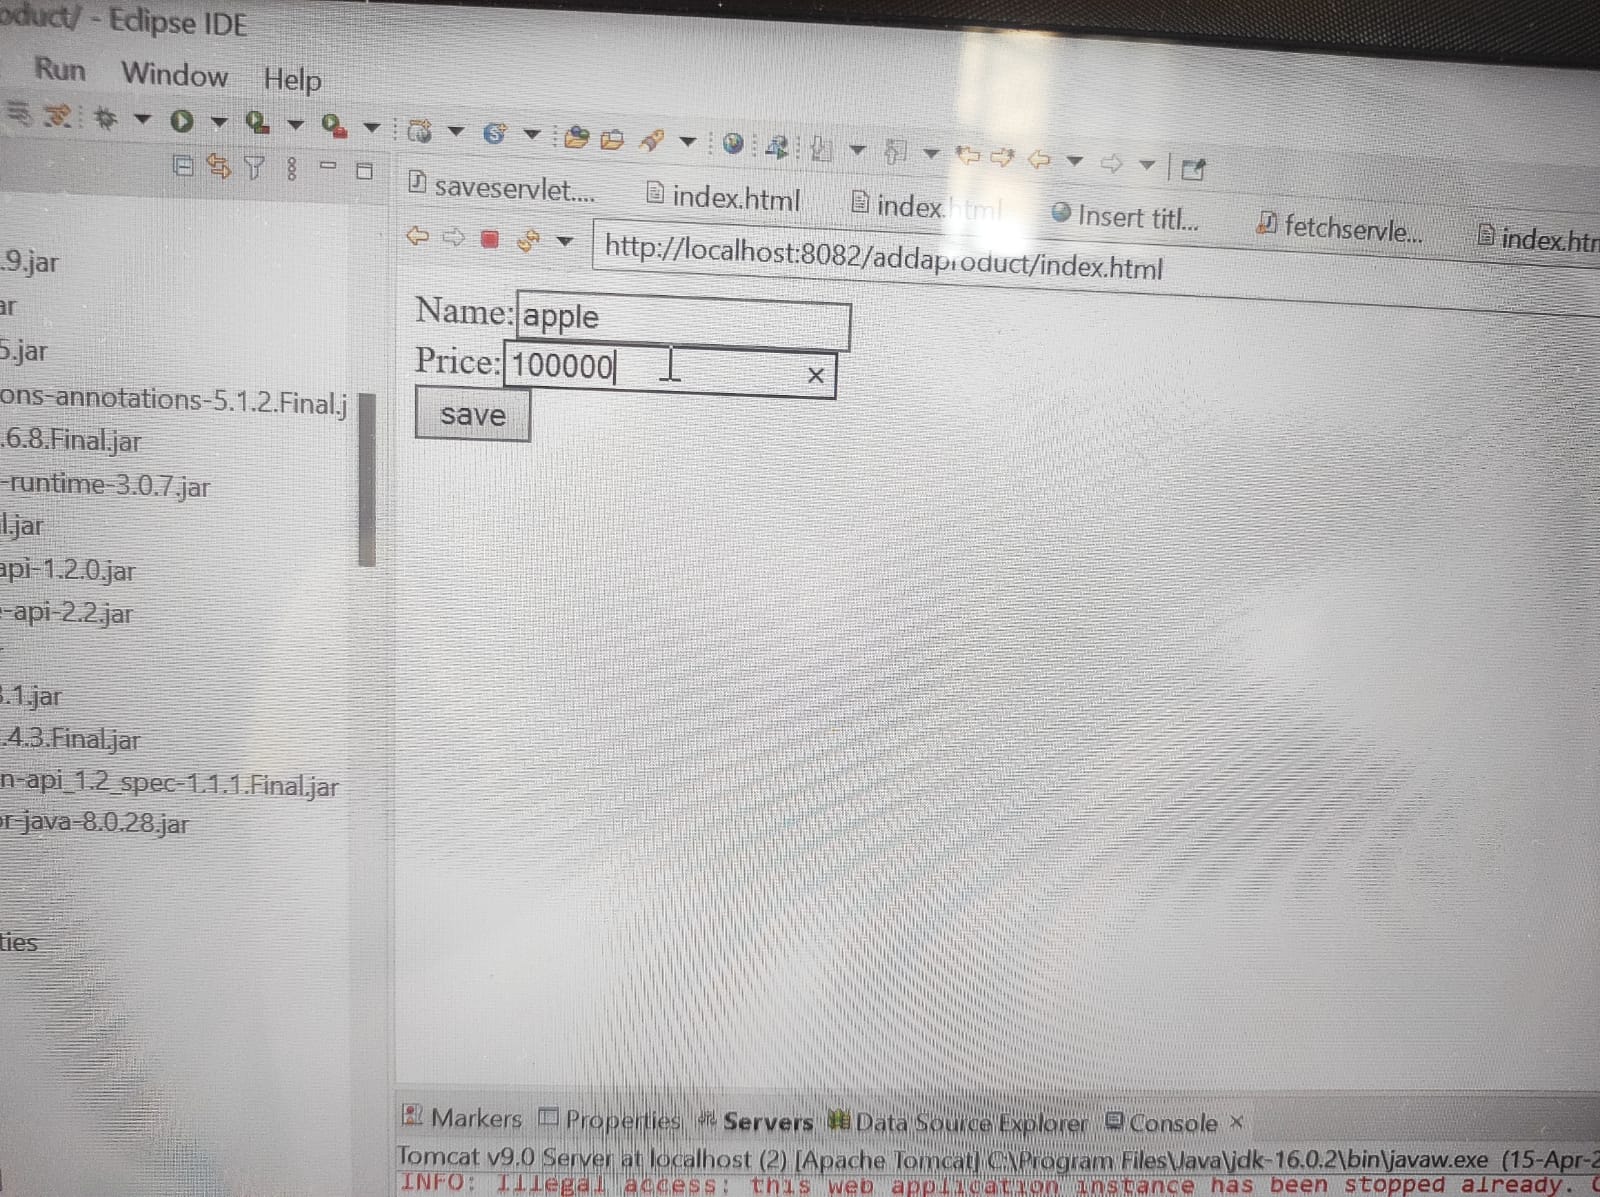 - Eclipse IDE
Run Window Help
saveservlet.... index.html index.html Insert titl... fetchservle... index.htm
http://localhost:8082/addaproduct/index.html
Name: apple
Price: 100000
save
.9.jar
ar
5.jar
ons-annotations-5.1.2.Final.j
.6.8.Final.jar
-runtime-3.0.7.jar
l.jar
api-1.2.0.jar
-api-2.2.jar
.1.jar
.4.3.Final.jar
n-api_1.2_spec-1.1.1.Final.jar
or-java-8.0.28.jar
ties
Markers Properties Servers Data Source Explorer Console
Tomcat v9.0 Server at localhost (2) [Apache Tomcat] C:\Program Files\Java\jdk-16.0.2\bin\javaw.exe (15-Apr-2
INFO: Illegal access: this web application instance has been stopped already.